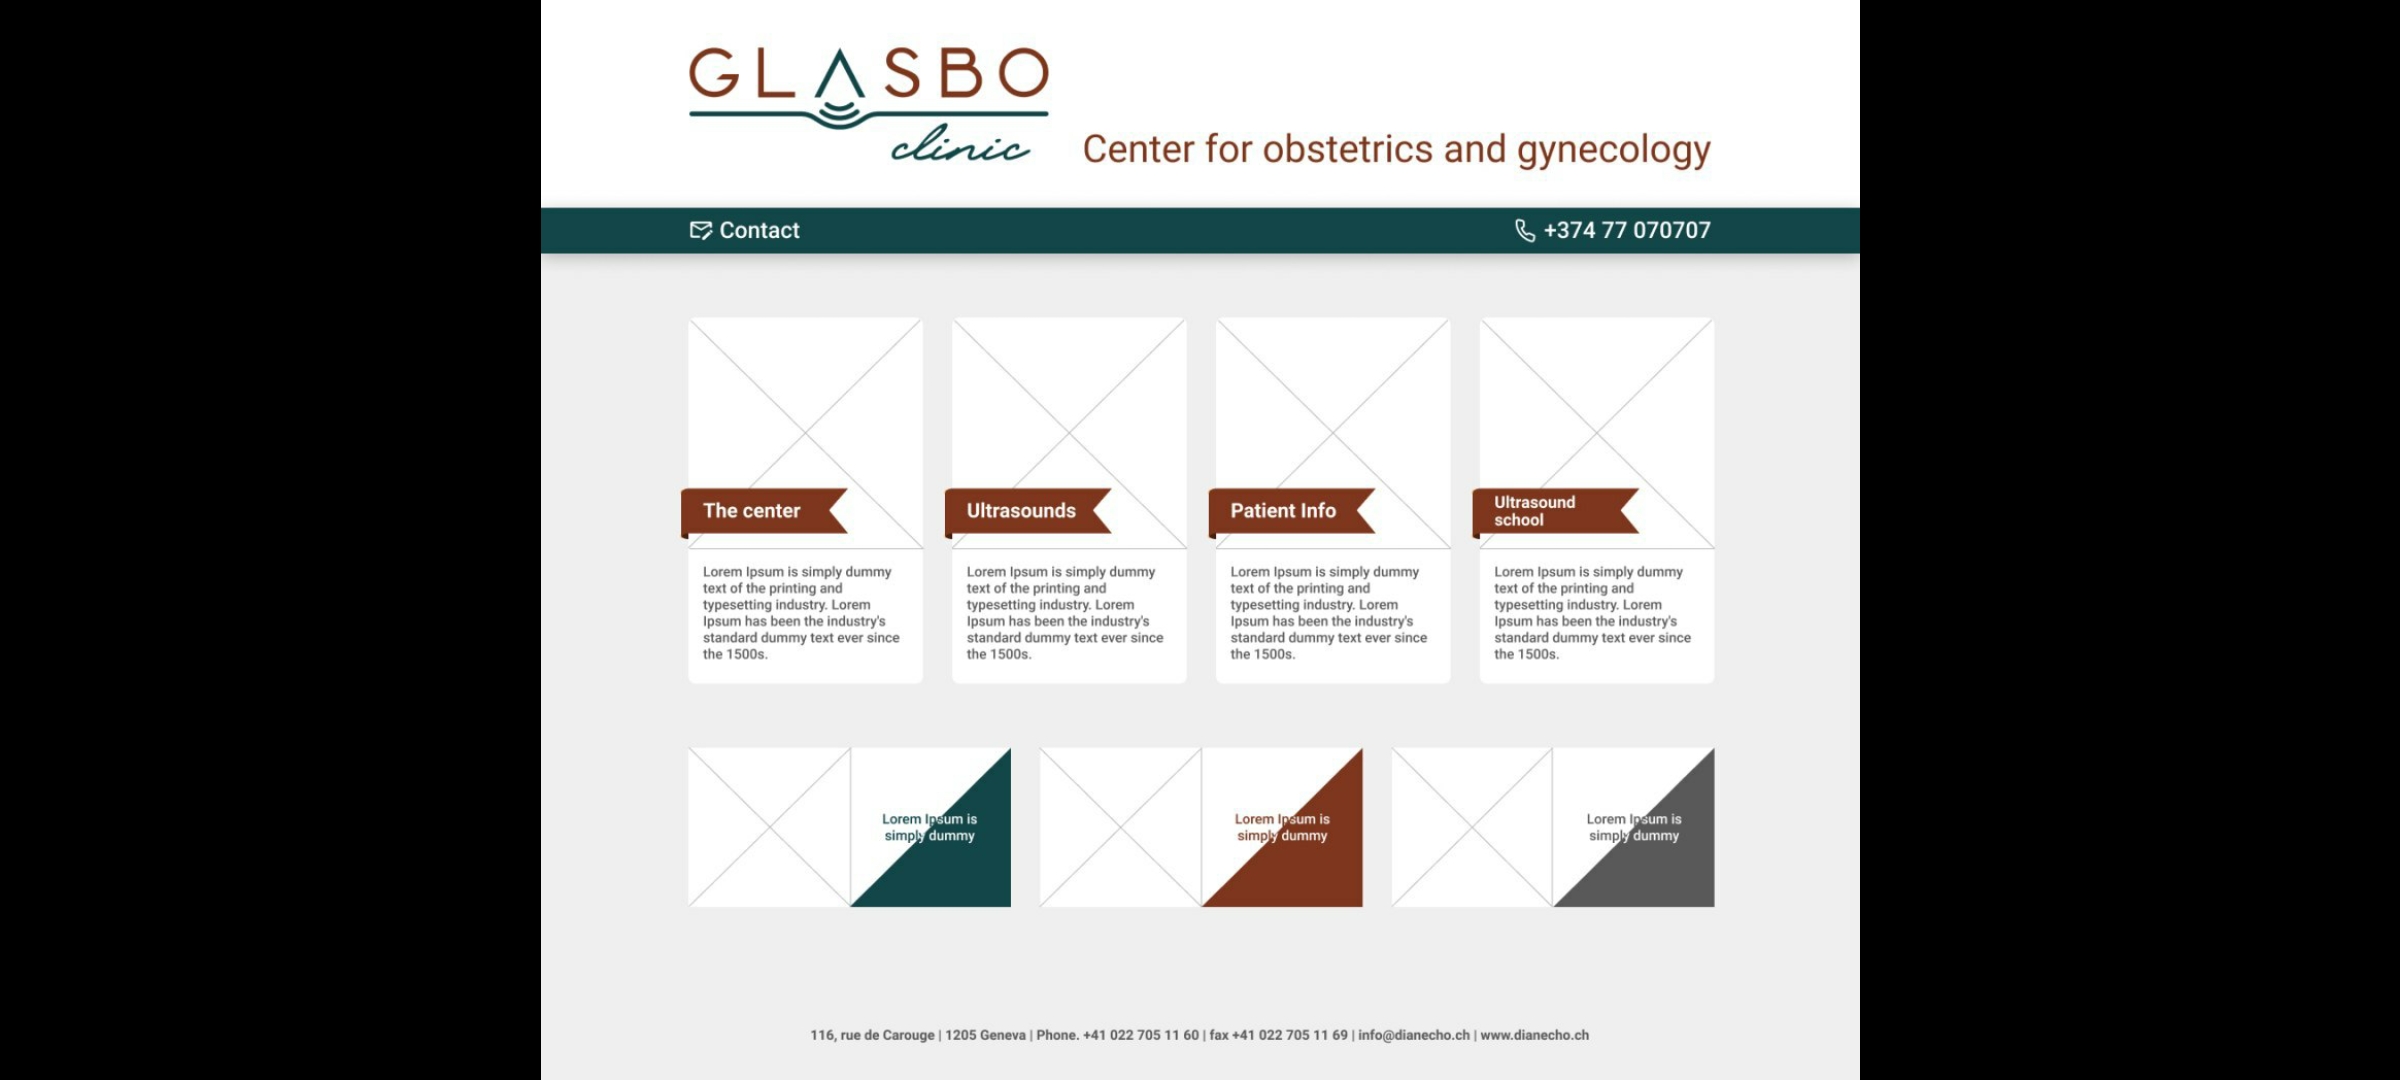 GLASBO
clinic
Center for obstetrics and gynecology
Contact
+374 77 070707
The center
Lorem Ipsum is simply dummy
text of the printing and
typesetting industry. Lorem
Ipsum has been the industry's
standard dummy text ever since
the 1500s.
Ultrasounds
Lorem Ipsum is simply dummy
text of the printing and
typesetting industry. Lorem
Ipsum has been the industry's
standard dummy text ever since
the 1500s.
Patient Info
Lorem Ipsum is simply dummy
text of the printing and
typesetting industry. Lorem
Ipsum has been the industry's
standard dummy text ever since
the 1500s.
Ultrasound
school
Lorem Ipsum is simply dummy
text of the printing and
typesetting industry. Lorem
Ipsum has been the industry's
standard dummy text ever since
the 1500s.
Lorem Ipsum is
simply dummy
Lorem Ipsum is
simply dummy
Lorem Ipsum is
simply dummy
116, rue de Carouge | 1205 Geneva | Phone. +41 022 705 11 60 | fax +41 022 705 11 69 | info@dianecho.ch | www.dianecho.ch